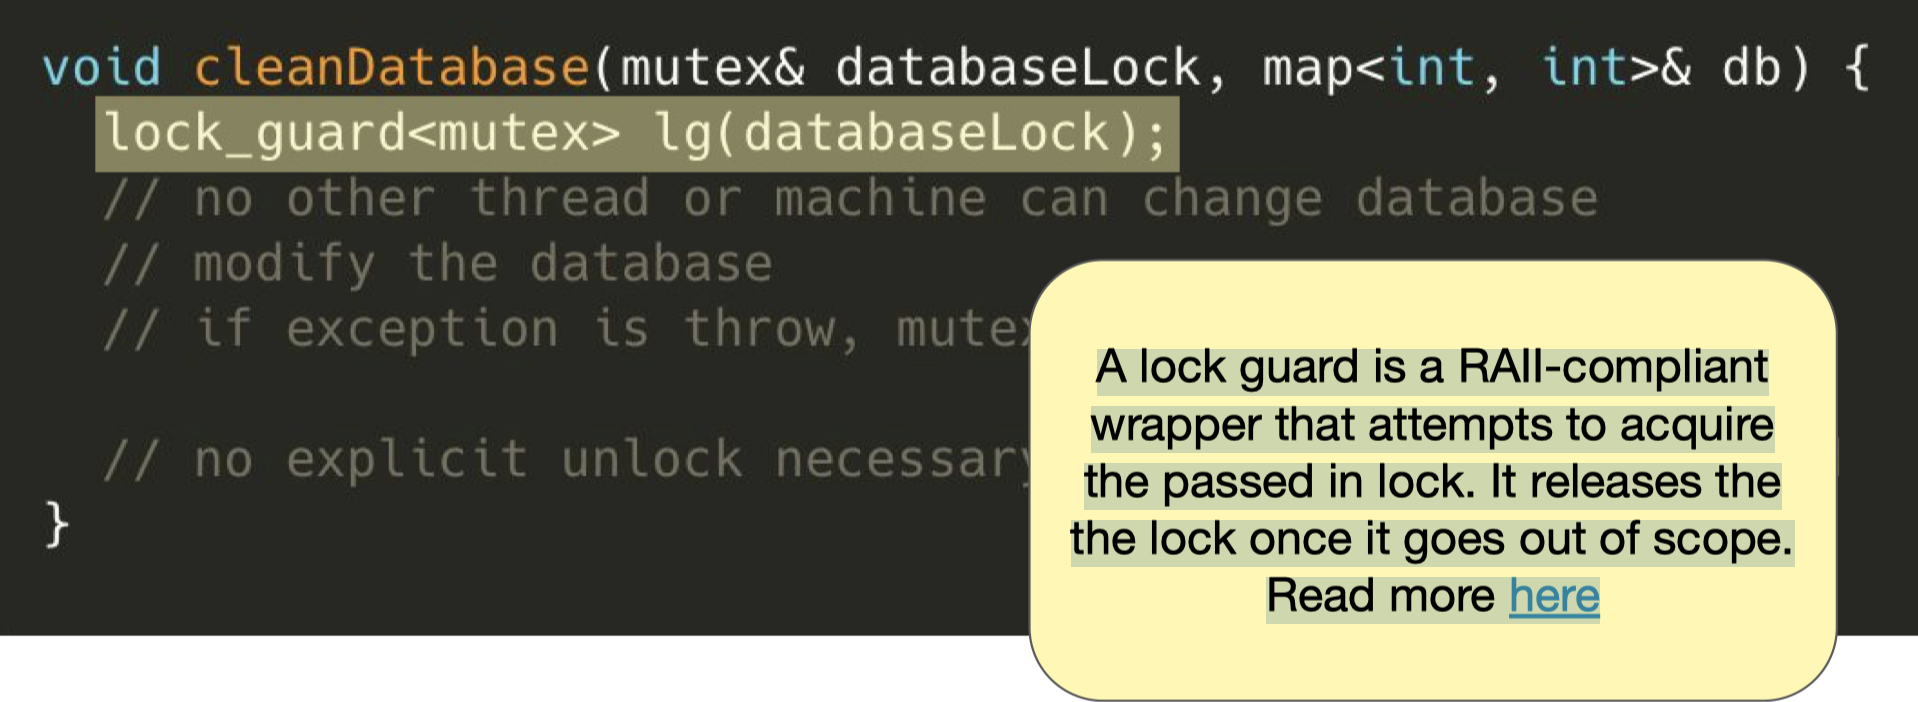 void cleanDatabase(mutex& databaseLock, map<int, int>& db) {
lock_guard<mutex> lg(databaseLock);
// no other thread or machine can change database
// modify the database
// if exception is throw, mutex
// no explicit unlock necessary
}
A lock guard is a RAII-compliant
wrapper that attempts to acquire
the passed in lock. It releases the
the lock once it goes out of scope.
Read more here